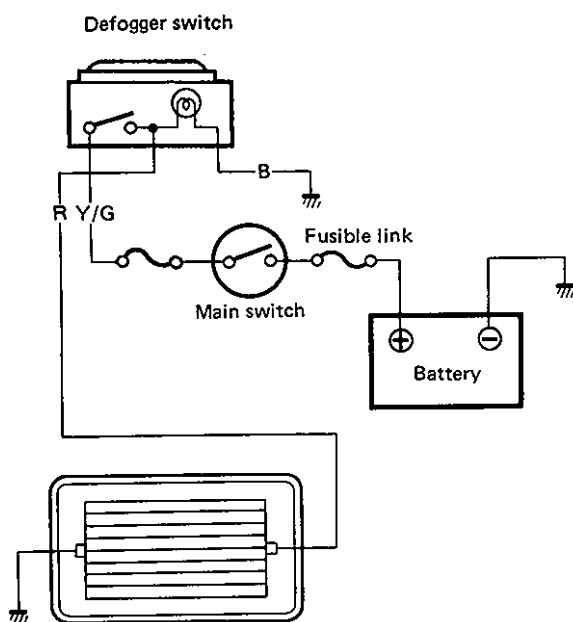 Defogger switch
B
R Y/G
Fusible link
Main switch
+ −
Battery